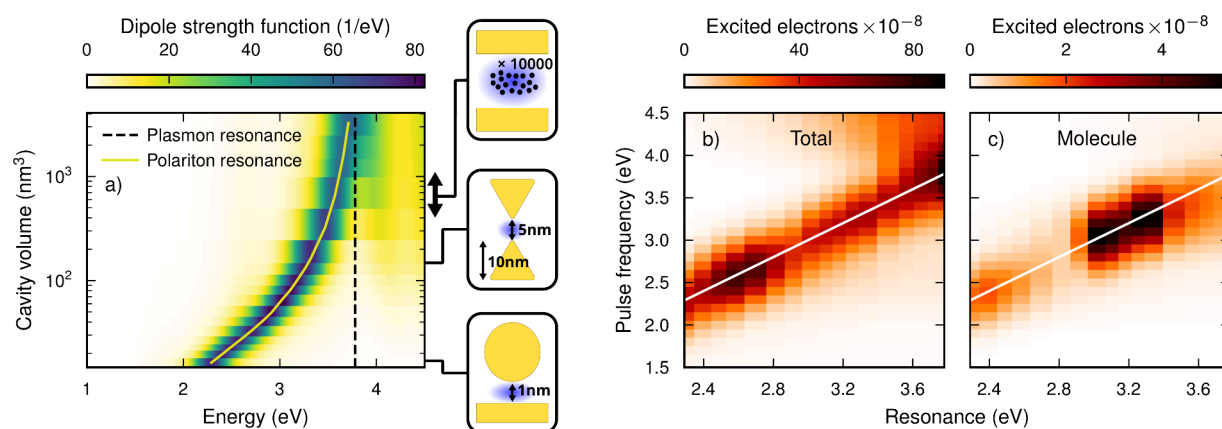 Dipole strength function (1/eV)
0 20 40 60 80
Cavity volume (nm³)
10³
10²
Plasmon resonance
Polariton resonance
a)
1 2 3 4
Energy (eV)
× 10000
5nm
10nm
1nm
Excited electrons ×10⁻⁸
0 40 80
Pulse frequency (eV)
4.5
4.0
3.5
3.0
2.5
2.0
1.5
b) Total
2.4 2.8 3.2 3.6
Excited electrons ×10⁻⁸
0 2 4
c) Molecule
2.4 2.8 3.2 3.6
Resonance (eV)